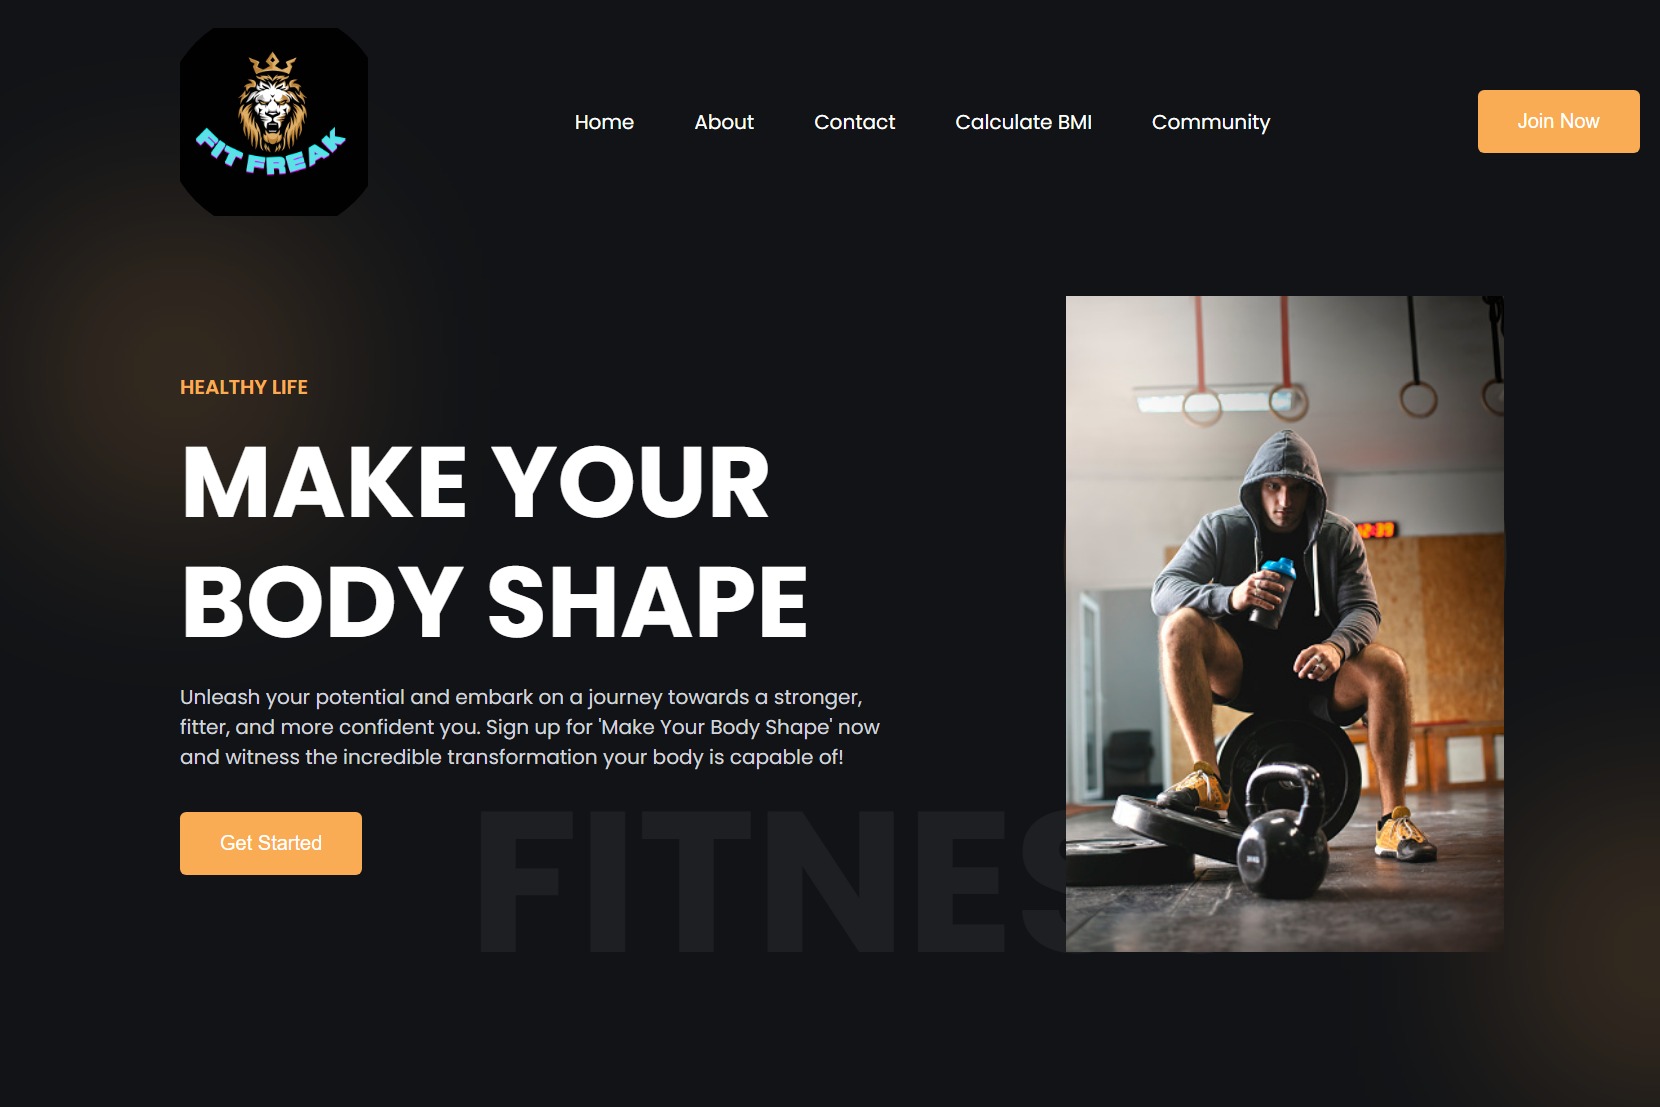 FIT FREAK
Home
About
Contact
Calculate BMI
Community
Join Now
HEALTHY LIFE
MAKE YOUR
BODY SHAPE
Unleash your potential and embark on a journey towards a stronger,
fitter, and more confident you. Sign up for 'Make Your Body Shape' now
and witness the incredible transformation your body is capable of!
Get Started
FITNES